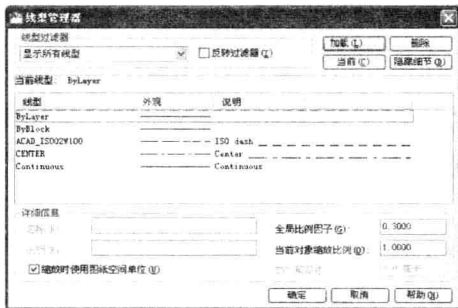 线型管理器
线型过滤器
显示所有线型
反转过滤器(I)
加载(L)...
删除
当前(C)
隐藏细节(D)
当前线型: ByLayer
线型 外观 说明
ByLayer
ByBlock
ACAD_ISO02W100 ISO dash
CENTER Center
Continuous Continuous
详细信息
全局比例因子(G): 0.3000
当前对象缩放比例(O): 1.0000
缩放时使用图纸空间单位(U)
确定 取消 帮助(H)